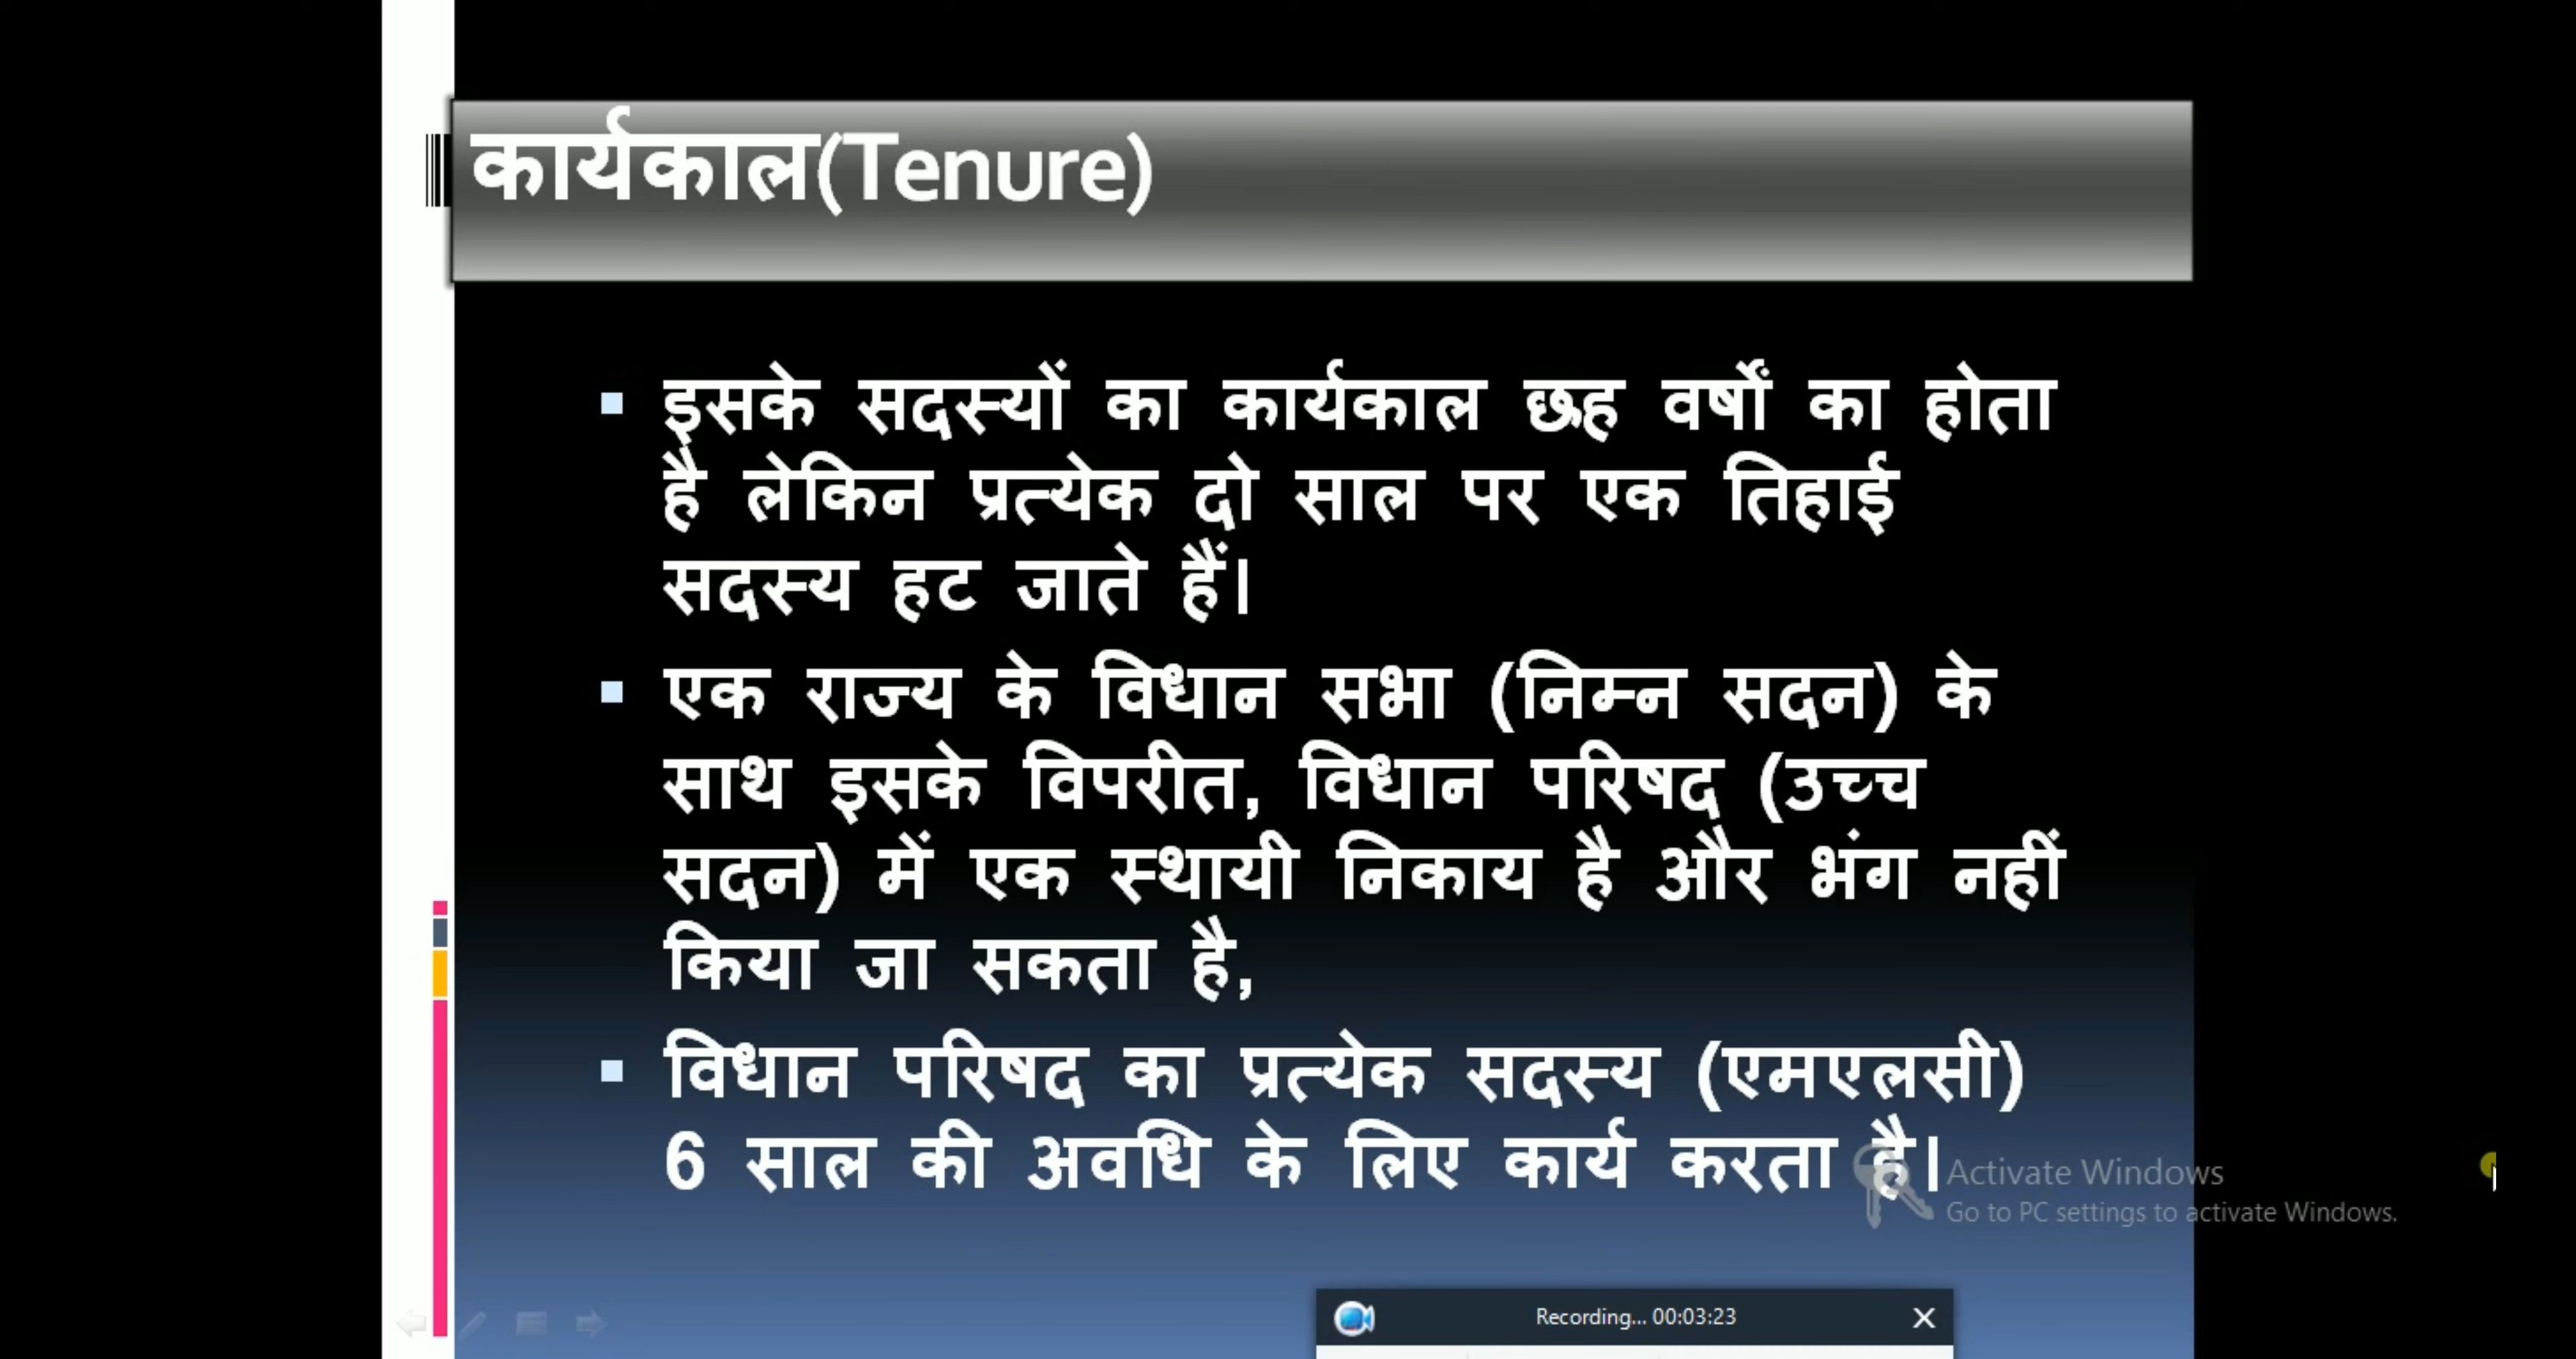 कार्यकाल(Tenure)
इसके सदस्यों का कार्यकाल छह वर्षों का होता
है लेकिन प्रत्येक दो साल पर एक तिहाई
सदस्य हट जाते हैं।
एक राज्य के विधान सभा (निम्न सदन) के
साथ इसके विपरीत, विधान परिषद (उच्च
सदन) में एक स्थायी निकाय है और भंग नहीं
किया जा सकता है,
विधान परिषद का प्रत्येक सदस्य (एमएलसी)
6 साल की अवधि के लिए कार्य करता है।
Activate Windows
Go to PC settings to activate Windows.
Recording... 00:03:23